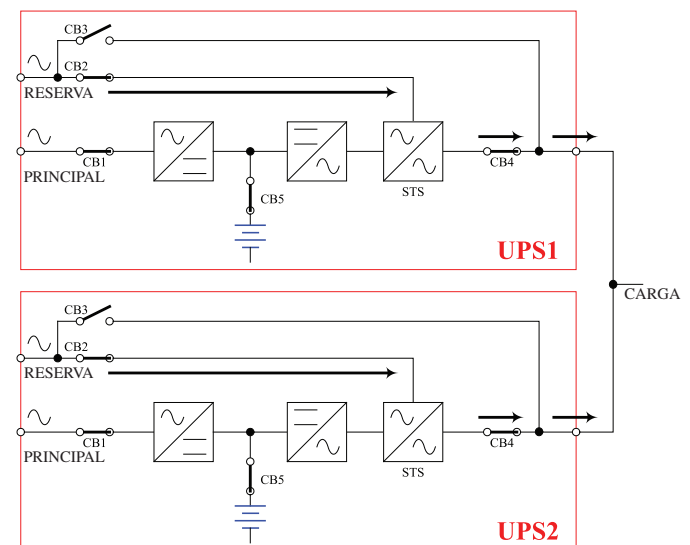 CB3
CB2
RESERVA
CB1
PRINCIPAL
CB5
STS
CB4
UPS1
CARGA
CB3
CB2
RESERVA
CB1
PRINCIPAL
CB5
STS
CB4
UPS2